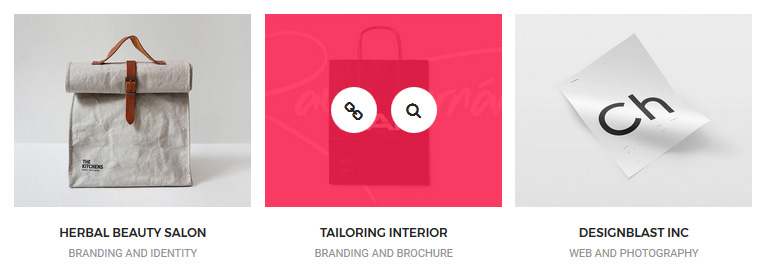 THE
KITCHENS
Ch
HERBAL BEAUTY SALON
TAILORING INTERIOR
DESIGNBLAST INC
BRANDING AND IDENTITY
BRANDING AND BROCHURE
WEB AND PHOTOGRAPHY